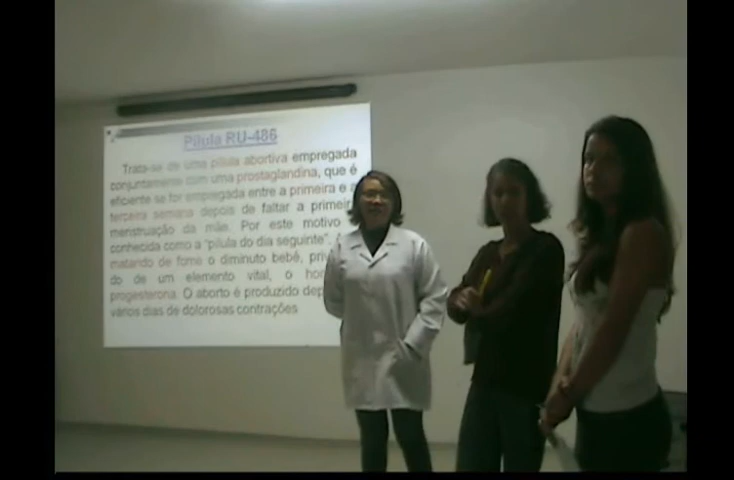 Pílula RU-486
Trata-se de uma pílula abortiva empregada
conjuntamente com uma prostaglandina, que é
eficiente se for empregada entre a primeira e a
terceira semana depois de faltar a primeir
menstruação da mãe. Por este motivo
conhecida como a "pílula do dia seguinte".
matando de fome o diminuto bebê, priv
do de um elemento vital, o hor
progesterona. O aborto é produzido dep
vários dias de dolorosas contrações